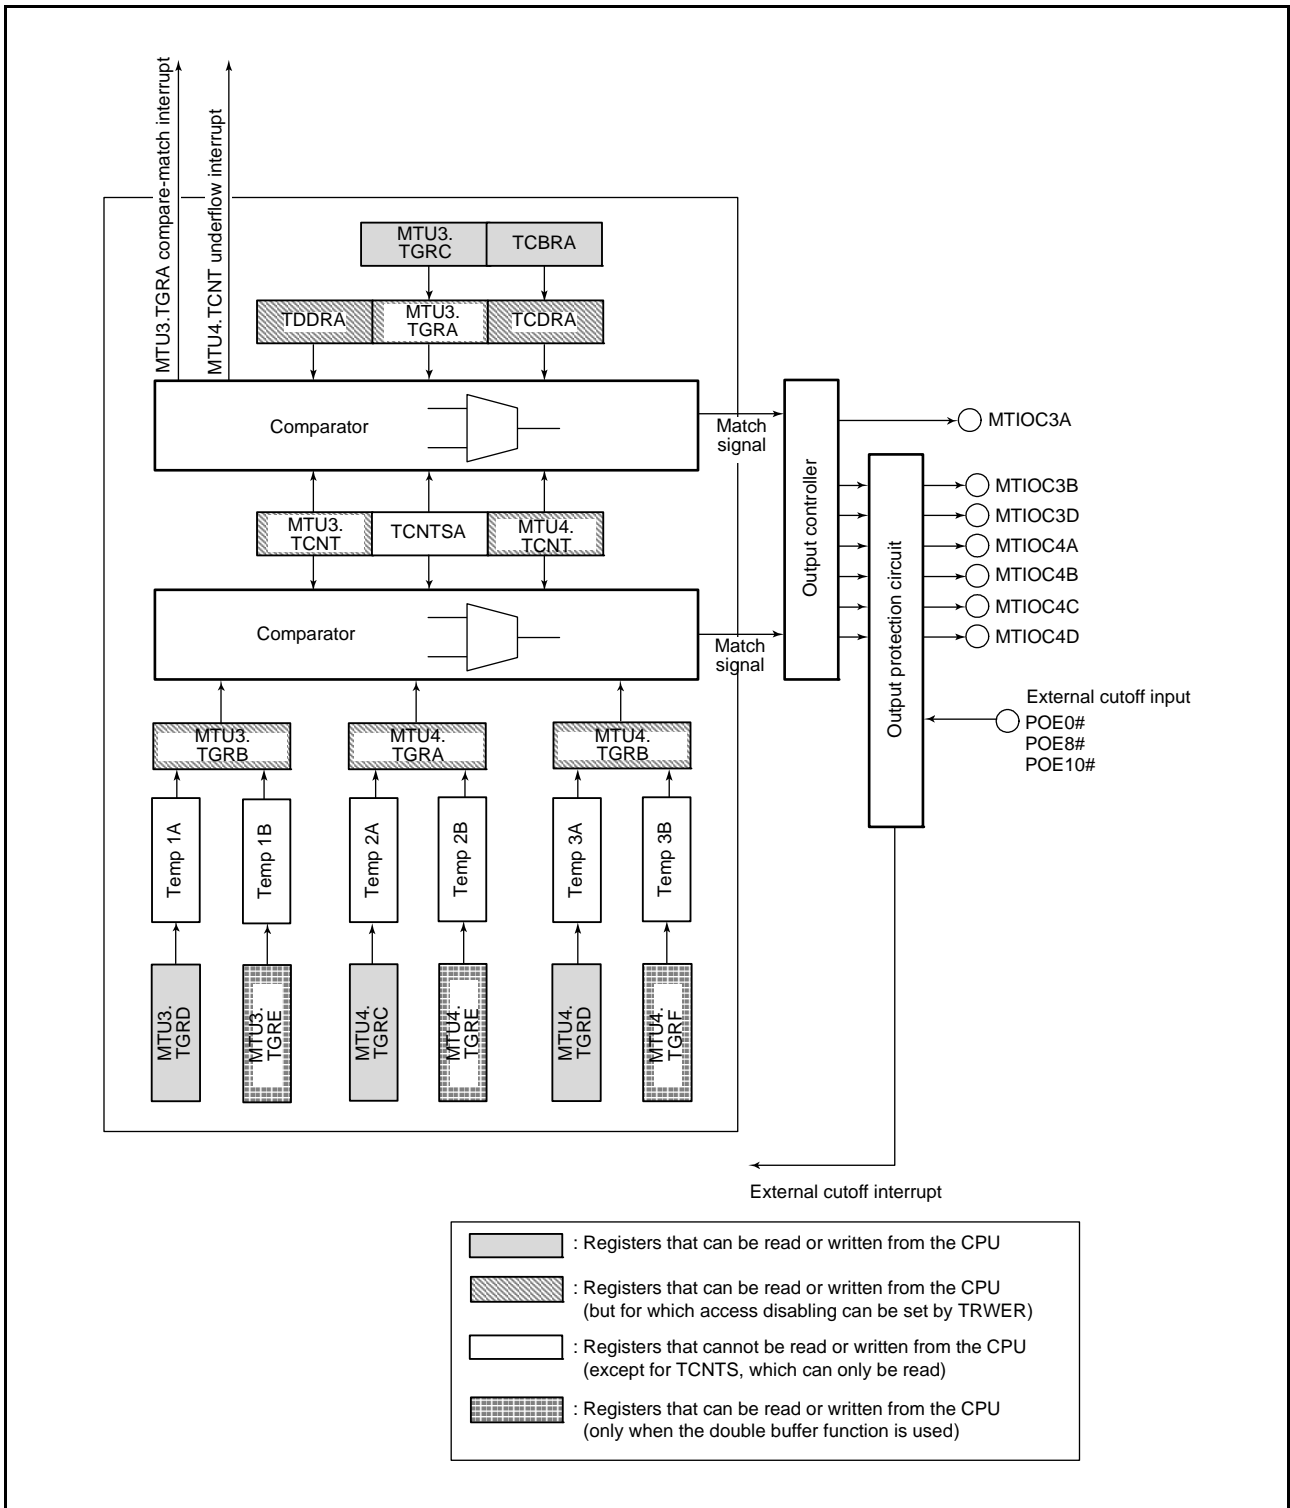 MTU3.TGRA compare-match interrupt
MTU4.TCNT underflow interrupt
MTU3.
TGRC
TCBRA
TDDRA
MTU3.
TGRA
TCDRA
Comparator
Match
signal
MTU3.
TCNT
TCNTSA
MTU4.
TCNT
Comparator
Match
signal
Output controller
Output protection circuit
MTIOC3A
MTIOC3B
MTIOC3D
MTIOC4A
MTIOC4B
MTIOC4C
MTIOC4D
External cutoff input
POE0#
POE8#
POE10#
MTU3.
TGRB
MTU4.
TGRA
MTU4.
TGRB
Temp 1A
Temp 1B
Temp 2A
Temp 2B
Temp 3A
Temp 3B
MTU3.
TGRD
MTU3.
TGRE
MTU4.
TGRC
MTU4.
TGRE
MTU4.
TGRD
MTU4.
TGRF
External cutoff interrupt
: Registers that can be read or written from the CPU
: Registers that can be read or written from the CPU
(but for which access disabling can be set by TRWER)
: Registers that cannot be read or written from the CPU
(except for TCNTS, which can only be read)
: Registers that can be read or written from the CPU
(only when the double buffer function is used)